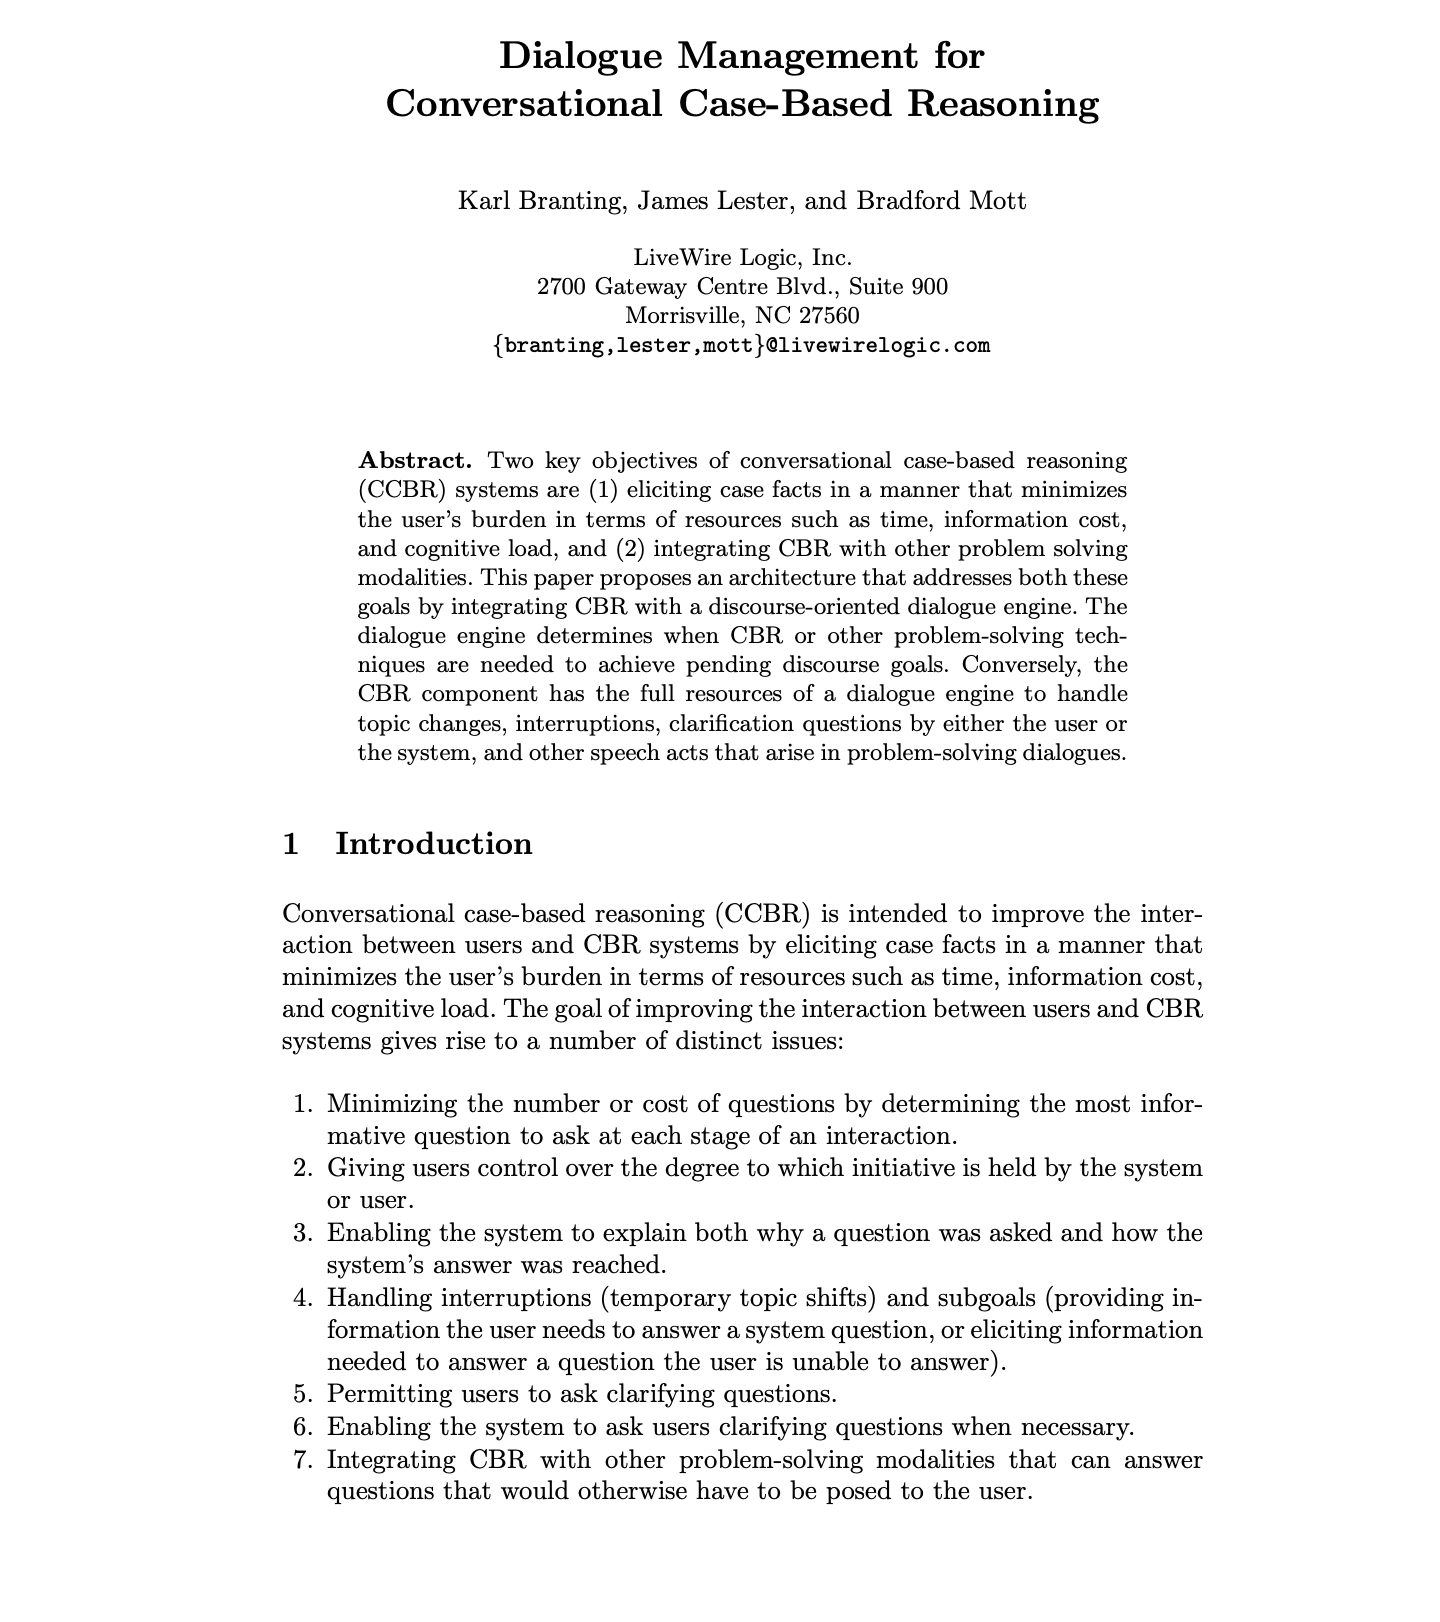 Dialogue Management for
Conversational Case-Based Reasoning
Karl Branting, James Lester, and Bradford Mott
LiveWire Logic, Inc.
2700 Gateway Centre Blvd., Suite 900
Morrisville, NC 27560
{branting,lester,mott}@livewirelogic.com
Abstract. Two key objectives of conversational case-based reasoning
(CCBR) systems are (1) eliciting case facts in a manner that minimizes
the user's burden in terms of resources such as time, information cost,
and cognitive load, and (2) integrating CBR with other problem solving
modalities. This paper proposes an architecture that addresses both these
goals by integrating CBR with a discourse-oriented dialogue engine. The
dialogue engine determines when CBR or other problem-solving tech-
niques are needed to achieve pending discourse goals. Conversely, the
CBR component has the full resources of a dialogue engine to handle
topic changes, interruptions, clarification questions by either the user or
the system, and other speech acts that arise in problem-solving dialogues.
1 Introduction
Conversational case-based reasoning (CCBR) is intended to improve the inter-
action between users and CBR systems by eliciting case facts in a manner that
minimizes the user's burden in terms of resources such as time, information cost,
and cognitive load. The goal of improving the interaction between users and CBR
systems gives rise to a number of distinct issues:
1. Minimizing the number or cost of questions by determining the most infor-
mative question to ask at each stage of an interaction.
2. Giving users control over the degree to which initiative is held by the system
or user.
3. Enabling the system to explain both why a question was asked and how the
system's answer was reached.
4. Handling interruptions (temporary topic shifts) and subgoals (providing in-
formation the user needs to answer a system question, or eliciting information
needed to answer a question the user is unable to answer).
5. Permitting users to ask clarifying questions.
6. Enabling the system to ask users clarifying questions when necessary.
7. Integrating CBR with other problem-solving modalities that can answer
questions that would otherwise have to be posed to the user.